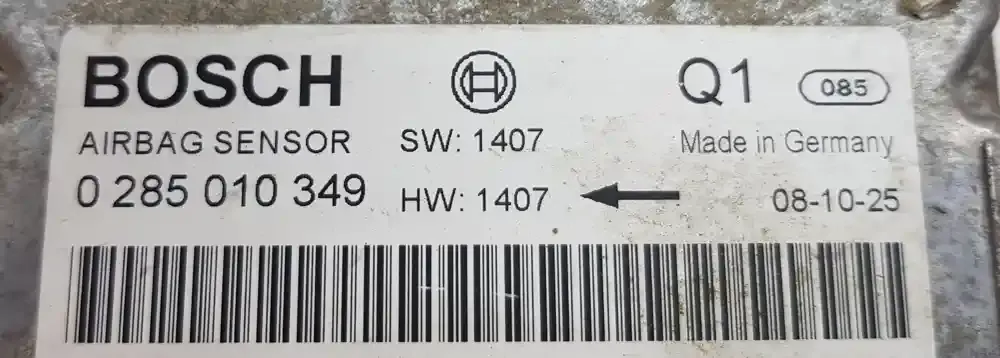 BOSCH Q1 085
AIRBAG SENSOR SW: 1407 Made in Germany
0 285 010 349 HW: 1407 08-10-25